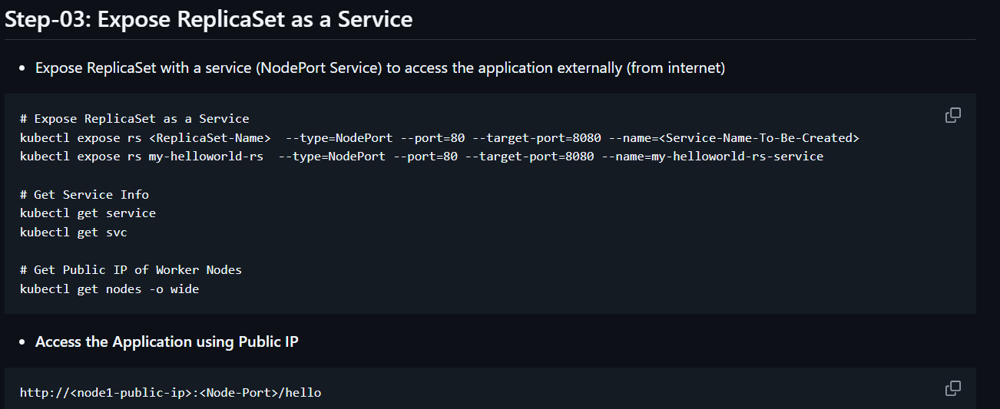 Step-03: Expose ReplicaSet as a Service
• Expose ReplicaSet with a service (NodePort Service) to access the application externally (from internet)
# Expose ReplicaSet as a Service
kubectl expose rs <ReplicaSet-Name>  --type=NodePort --port=80 --target-port=8080 --name=<Service-Name-To-Be-Created>
kubectl expose rs my-helloworld-rs  --type=NodePort --port=80 --target-port=8080 --name=my-helloworld-rs-service
# Get Service Info
kubectl get service
kubectl get svc
# Get Public IP of Worker Nodes
kubectl get nodes -o wide
• Access the Application using Public IP
http://<node1-public-ip>:<Node-Port>/hello